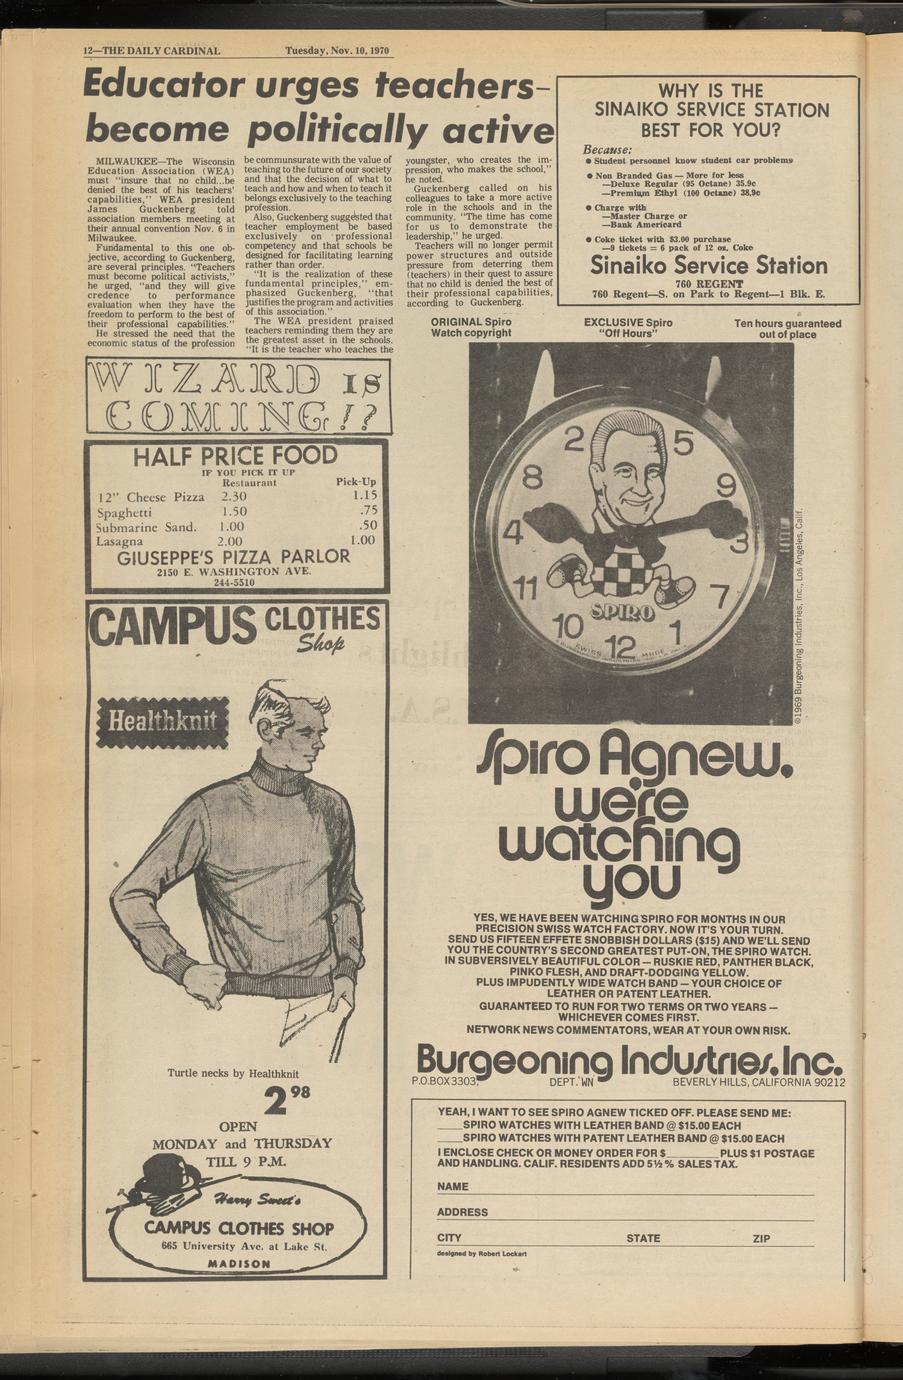 12—THE DAILY CARDINAL
Tuesday, Nov. 10, 1970
Educator urges teachers–
become politically active
MILWAUKEE—The Wisconsin
Education Association (WEA)
must "insure that no child...be
denied the best of his teachers'
capabilities," WEA president
James Guckenberg told
association members meeting at
their annual convention Nov. 6 in
Milwaukee.
Fundamental to this one ob-
jective, according to Guckenberg,
are several principles. "Teachers
must become political activists,"
he urged, "and they will give
credence to performance
evaluation when they have the
freedom to perform to the best of
their professional capabilities."
He stressed the need that the
economic status of the profession
be communsurate with the value of
teaching to the future of our society
and that the decision of what to
teach and how and when to teach it
belongs exclusively to the teaching
profession.
Also, Guckenberg suggested that
teacher employment be based
exclusively on professional
competency and that schools be
designed for facilitating learning
rather than order.
"It is the realization of these
fundamental principles," em-
phasized Guckenberg, "that
justifies the program and activities
of this association."
The WEA president praised
teachers reminding them they are
the greatest asset in the schools.
"It is the teacher who teaches the
youngster, who creates the im-
pression, who makes the school,"
he noted.
Guckenberg called on his
colleagues to take a more active
role in the schools and in the
community. "The time has come
for us to demonstrate the
leadership," he urged.
Teachers will no longer permit
power structures and outside
pressure from deterring them
(teachers) in their quest to assure
that no child is denied the best of
their professional capabilities,
according to Guckenberg.
WHY IS THE
SINAIKO SERVICE STATION
BEST FOR YOU?
Because:
● Student personnel know student car problems
● Non Branded Gas — More for less
—Deluxe Regular (95 Octane) 35.9c
—Premium Ethyl (100 Octane) 38.9c
● Charge with
—Master Charge or
—Bank Americard
● Coke ticket with $3.00 purchase
—9 tickets = 6 pack of 12 oz. Coke
Sinaiko Service Station
760 REGENT
760 Regent—S. on Park to Regent—1 Blk. E.
WIZARD IS
COMING!?
HALF PRICE FOOD
IF YOU PICK IT UP
Restaurant Pick-Up
12" Cheese Pizza 2.30 1.15
Spaghetti 1.50 .75
Submarine Sand. 1.00 .50
Lasagna 2.00 1.00
GIUSEPPE'S PIZZA PARLOR
2150 E. WASHINGTON AVE.
244-5510
CAMPUS CLOTHES
Shop
Healthknit
Turtle necks by Healthknit
2 98
OPEN
MONDAY and THURSDAY
TILL 9 P.M.
Harry Sweet's
CAMPUS CLOTHES SHOP
665 University Ave. at Lake St.
MADISON
ORIGINAL Spiro
Watch copyright
EXCLUSIVE Spiro
"Off Hours"
Ten hours guaranteed
out of place
2 5
8 9
4 3
11 7
10 12 1
SPIRO
SWISS MADE
©1969 Burgeoning Industries, Inc., Los Angeles, Calif.
Spiro Agnew.
we're
watching
you
YES, WE HAVE BEEN WATCHING SPIRO FOR MONTHS IN OUR
PRECISION SWISS WATCH FACTORY. NOW IT'S YOUR TURN.
SEND US FIFTEEN EFFETE SNOBBISH DOLLARS ($15) AND WE'LL SEND
YOU THE COUNTRY'S SECOND GREATEST PUT-ON, THE SPIRO WATCH.
IN SUBVERSIVELY BEAUTIFUL COLOR — RUSKIE RED, PANTHER BLACK,
PINKO FLESH, AND DRAFT-DODGING YELLOW.
PLUS IMPUDENTLY WIDE WATCH BAND — YOUR CHOICE OF
LEATHER OR PATENT LEATHER.
GUARANTEED TO RUN FOR TWO TERMS OR TWO YEARS —
WHICHEVER COMES FIRST.
NETWORK NEWS COMMENTATORS, WEAR AT YOUR OWN RISK.
Burgeoning Industries, Inc.
P.O.BOX 3303, DEPT. WN BEVERLY HILLS, CALIFORNIA 90212
YEAH, I WANT TO SEE SPIRO AGNEW TICKED OFF. PLEASE SEND ME:
____SPIRO WATCHES WITH LEATHER BAND @ $15.00 EACH
____SPIRO WATCHES WITH PATENT LEATHER BAND @ $15.00 EACH
I ENCLOSE CHECK OR MONEY ORDER FOR $________PLUS $1 POSTAGE
AND HANDLING. CALIF. RESIDENTS ADD 5½% SALES TAX.
NAME
ADDRESS
CITY STATE ZIP
designed by Robert Lockart